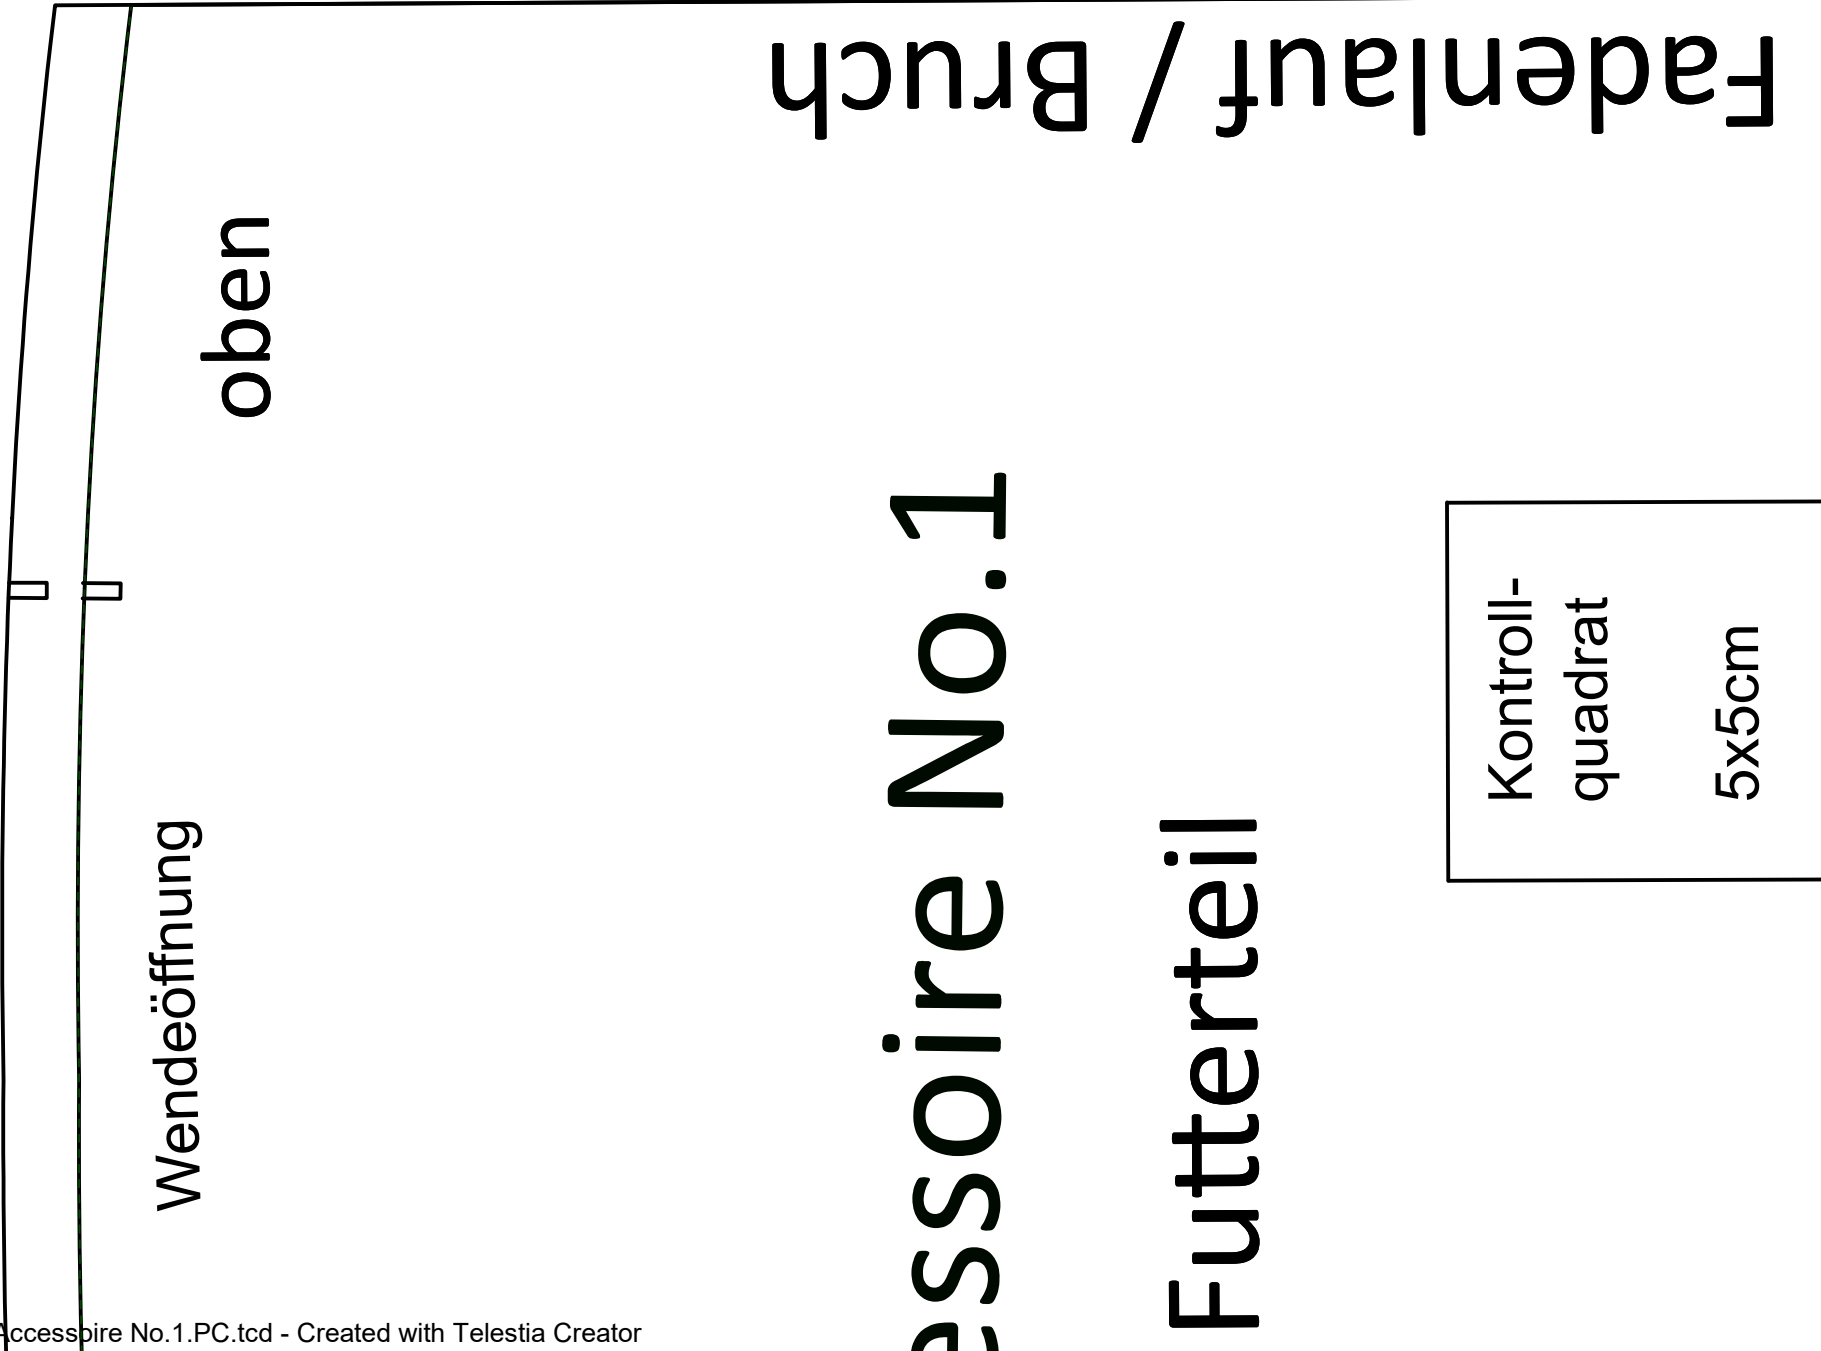 Fadenlauf / Bruch
oben
Wendeöffnung
essoire No.1
Futterteil
Kontroll-
quadrat
5x5cm
Accessoire No.1.PC.tcd - Created with Telestia Creator